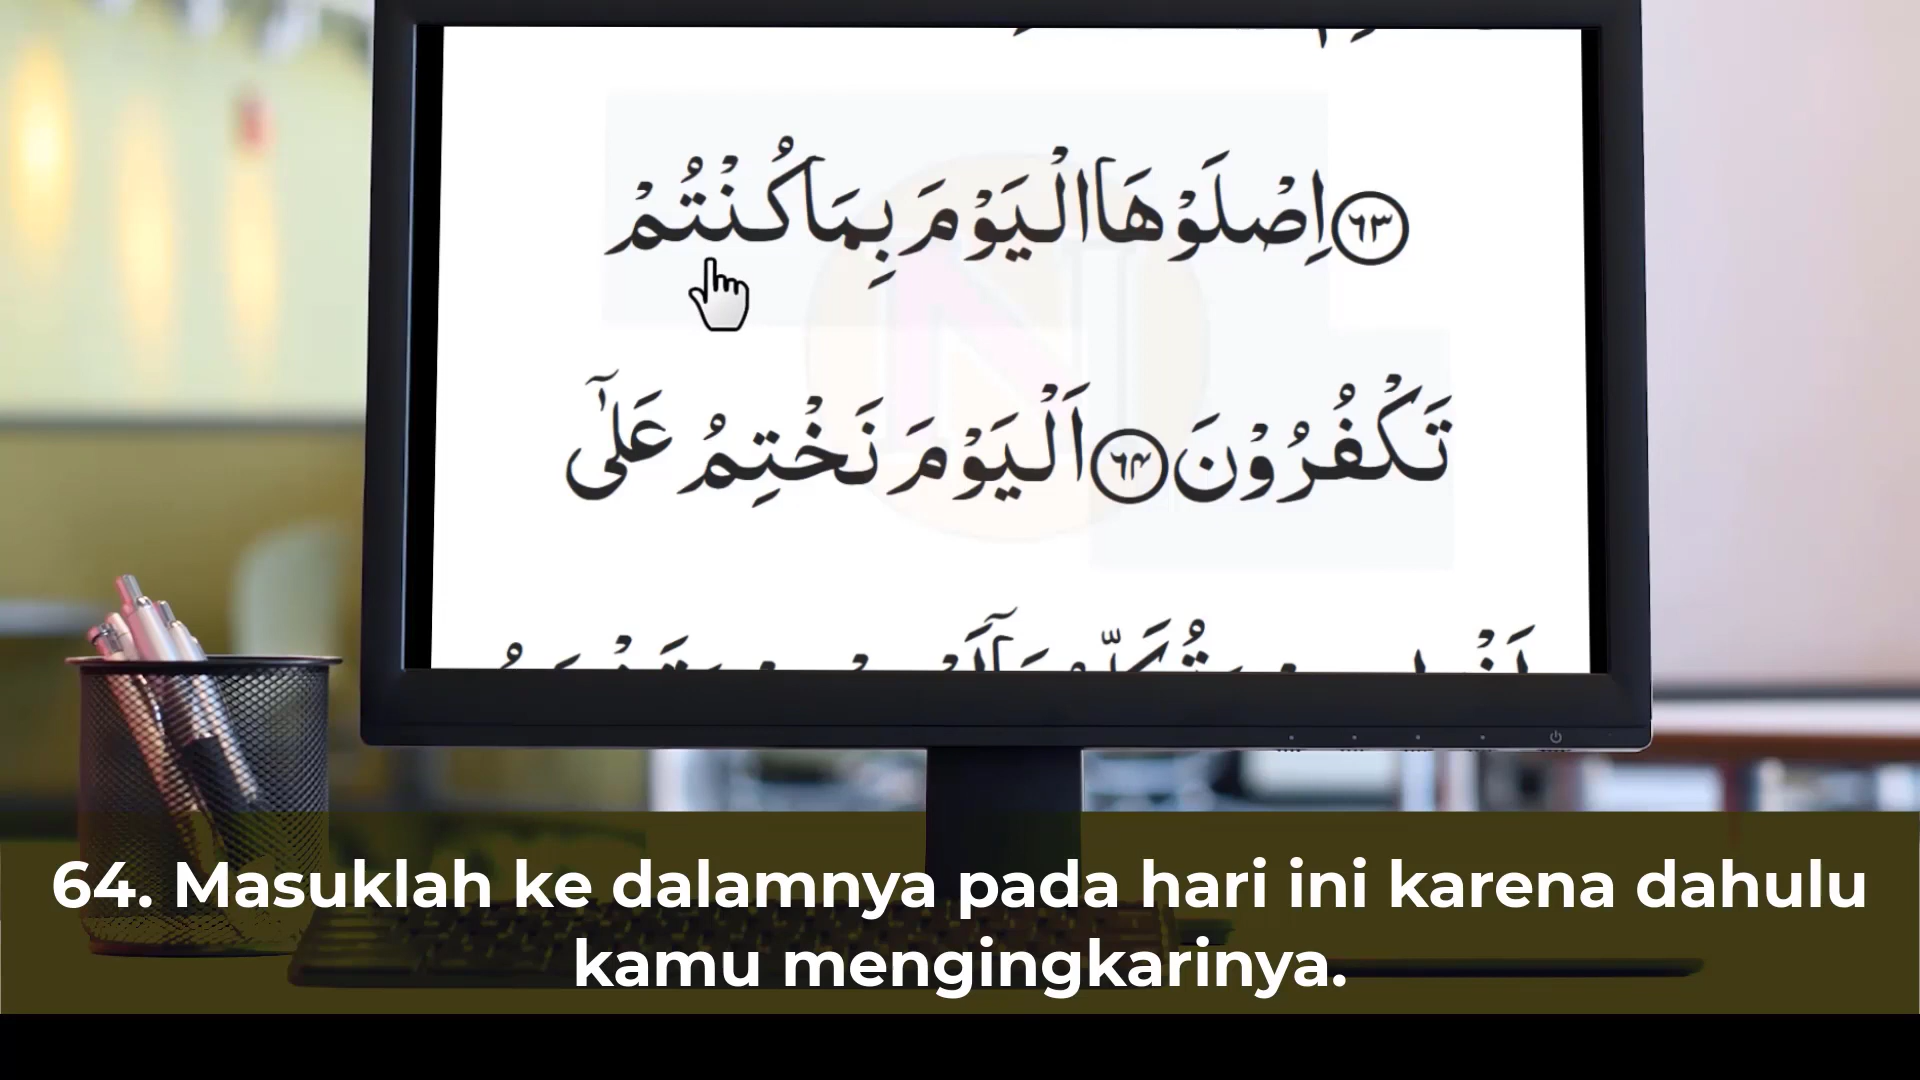 ٦٣ اِصْلَوْهَا الْيَوْمَ بِمَا كُنْتُمْ
تَكْفُرُوْنَ ٦٤ اَلْيَوْمَ نَخْتِمُ عَلٰٓى
64. Masuklah ke dalamnya pada hari ini karena dahulu
kamu mengingkarinya.